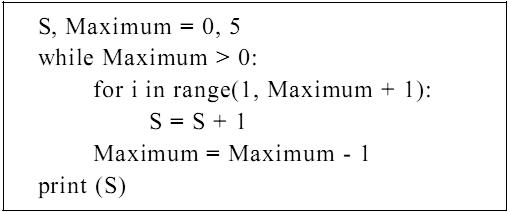 S, Maximum = 0, 5
while Maximum > 0:
for i in range(1, Maximum + 1):
S = S + 1
Maximum = Maximum - 1
print (S)